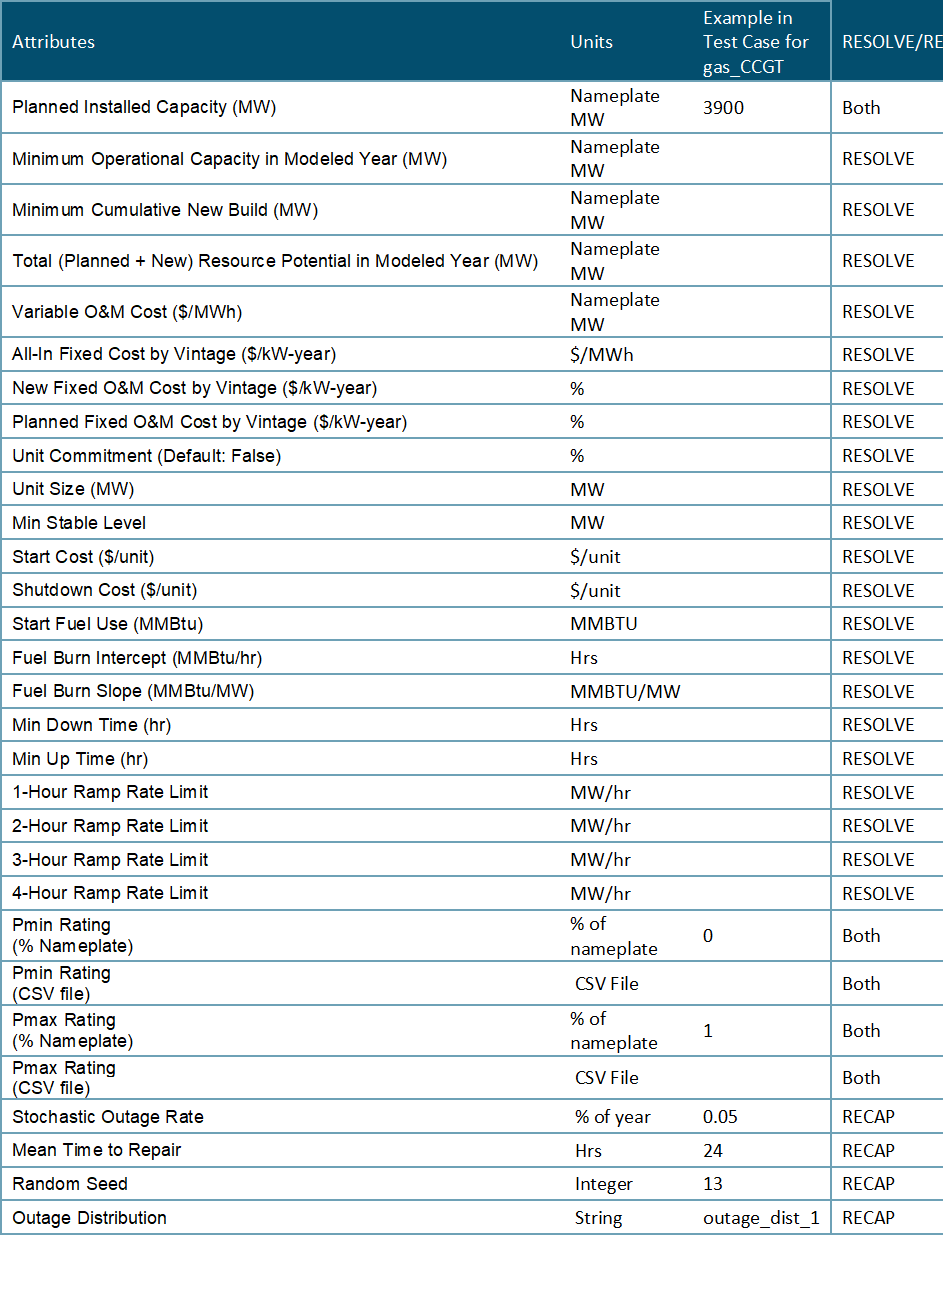 Attributes Units Example in Test Case for gas_CCGT RESOLVE/RE
Planned Installed Capacity (MW) Nameplate MW 3900 Both
Minimum Operational Capacity in Modeled Year (MW) Nameplate MW RESOLVE
Minimum Cumulative New Build (MW) Nameplate MW RESOLVE
Total (Planned + New) Resource Potential in Modeled Year (MW) Nameplate MW RESOLVE
Variable O&M Cost ($/MWh) Nameplate MW RESOLVE
All-In Fixed Cost by Vintage ($/kW-year) $/MWh RESOLVE
New Fixed O&M Cost by Vintage ($/kW-year) % RESOLVE
Planned Fixed O&M Cost by Vintage ($/kW-year) % RESOLVE
Unit Commitment (Default: False) % RESOLVE
Unit Size (MW) MW RESOLVE
Min Stable Level MW RESOLVE
Start Cost ($/unit) $/unit RESOLVE
Shutdown Cost ($/unit) $/unit RESOLVE
Start Fuel Use (MMBtu) MMBTU RESOLVE
Fuel Burn Intercept (MMBtu/hr) Hrs RESOLVE
Fuel Burn Slope (MMBtu/MW) MMBTU/MW RESOLVE
Min Down Time (hr) Hrs RESOLVE
Min Up Time (hr) Hrs RESOLVE
1-Hour Ramp Rate Limit MW/hr RESOLVE
2-Hour Ramp Rate Limit MW/hr RESOLVE
3-Hour Ramp Rate Limit MW/hr RESOLVE
4-Hour Ramp Rate Limit MW/hr RESOLVE
Pmin Rating (% Nameplate) % of nameplate 0 Both
Pmin Rating (CSV file) CSV File Both
Pmax Rating (% Nameplate) % of nameplate 1 Both
Pmax Rating (CSV file) CSV File Both
Stochastic Outage Rate % of year 0.05 RECAP
Mean Time to Repair Hrs 24 RECAP
Random Seed Integer 13 RECAP
Outage Distribution String outage_dist_1 RECAP